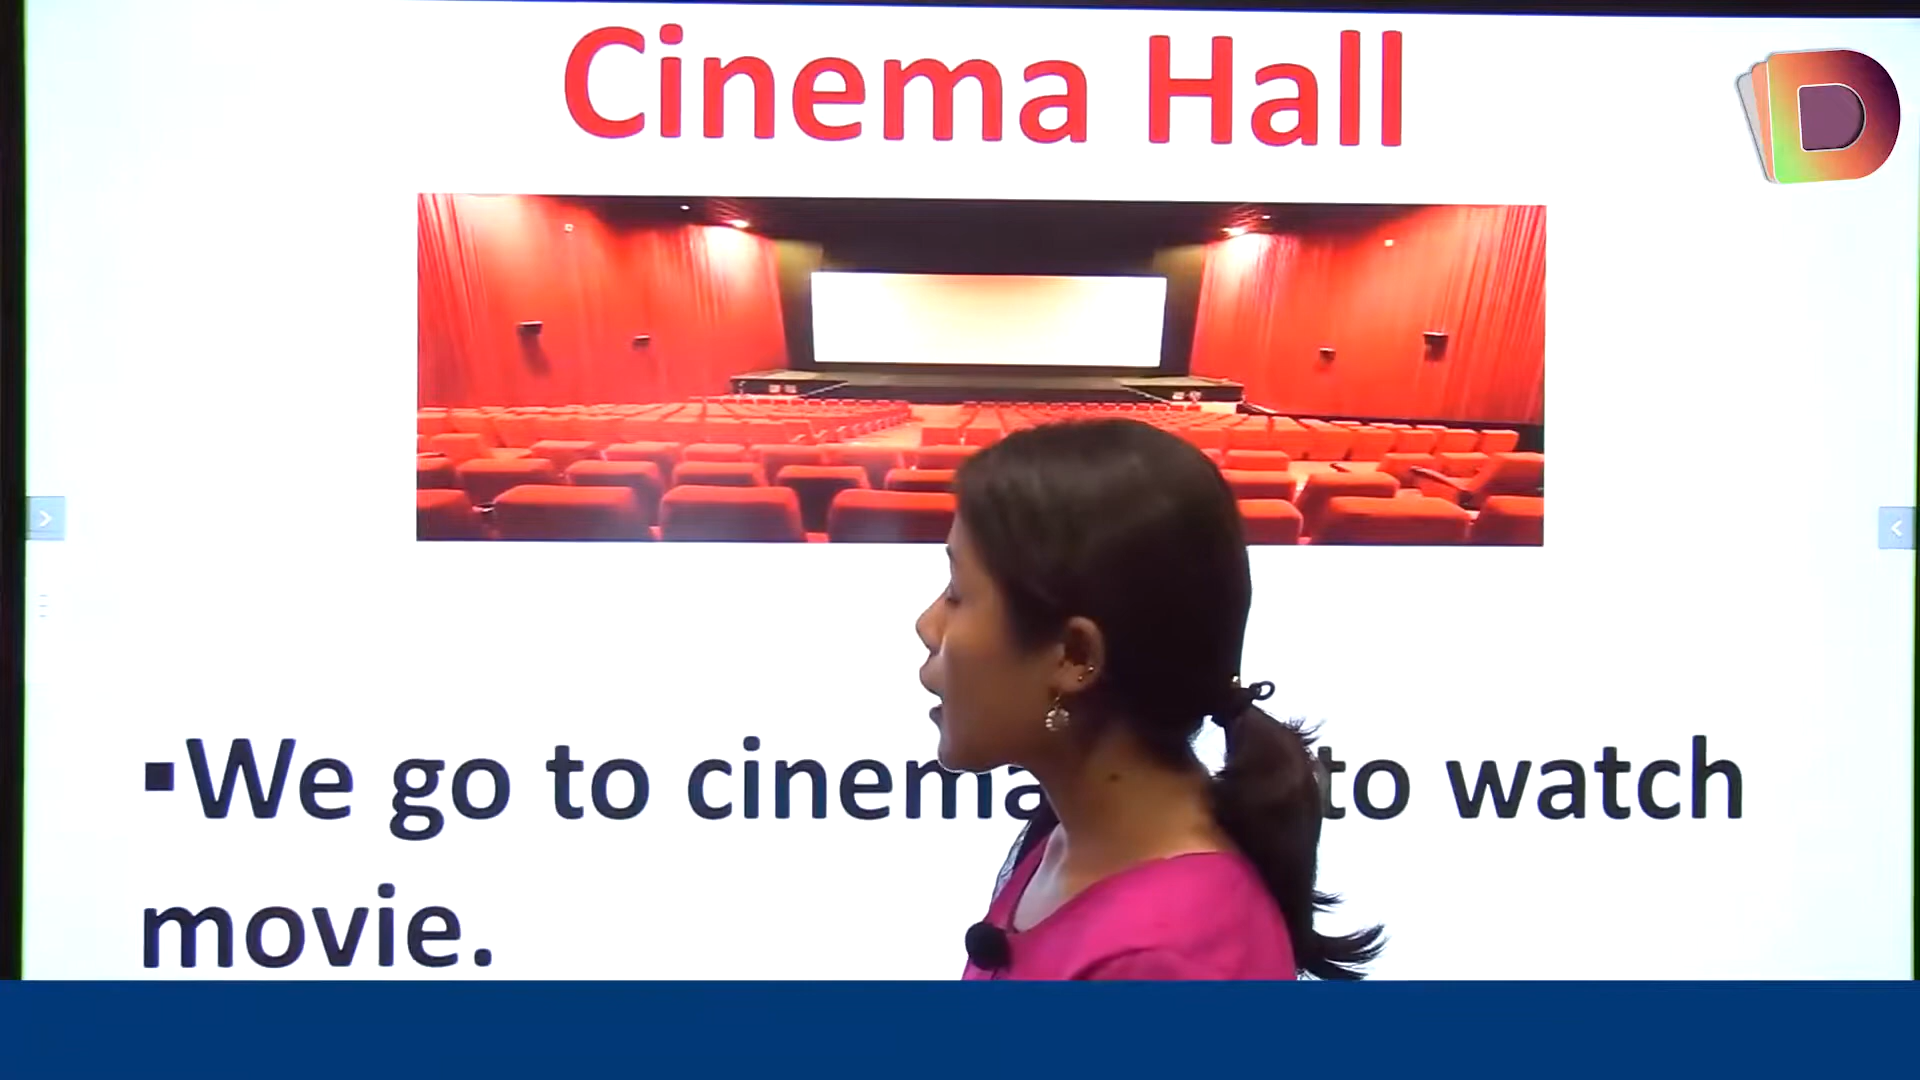 Cinema Hall
▪We go to cinema to watch
movie.
D